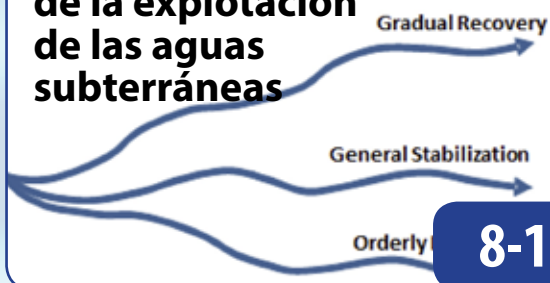 de la explotación
de las aguas
subterráneas
Gradual Recovery
General Stabilization
Orderly
8-1